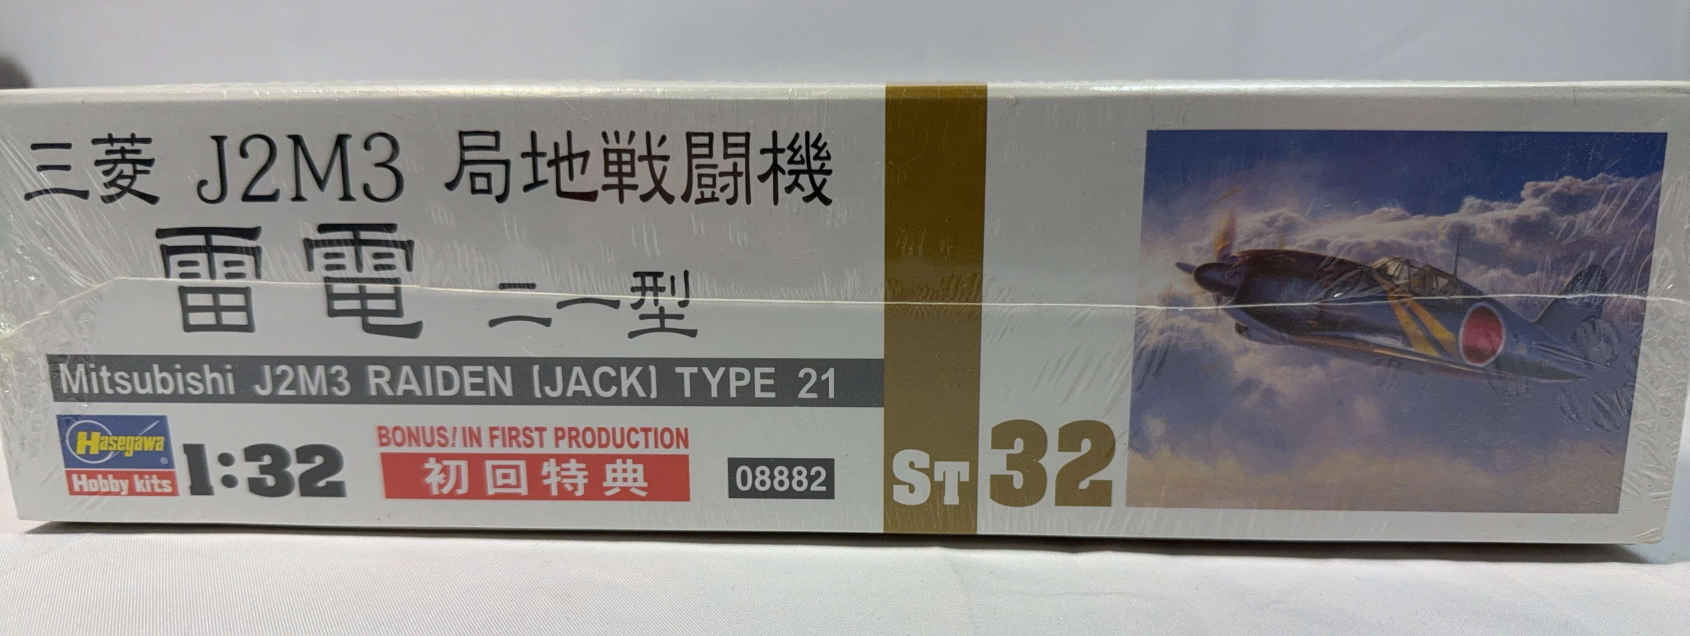 三菱 J2M3 局地戦闘機
雷電 二一型
Mitsubishi J2M3 RAIDEN [JACK] TYPE 21
Hasegawa
Hobby kits
1:32
BONUS! IN FIRST PRODUCTION
初回特典
08882
ST 32